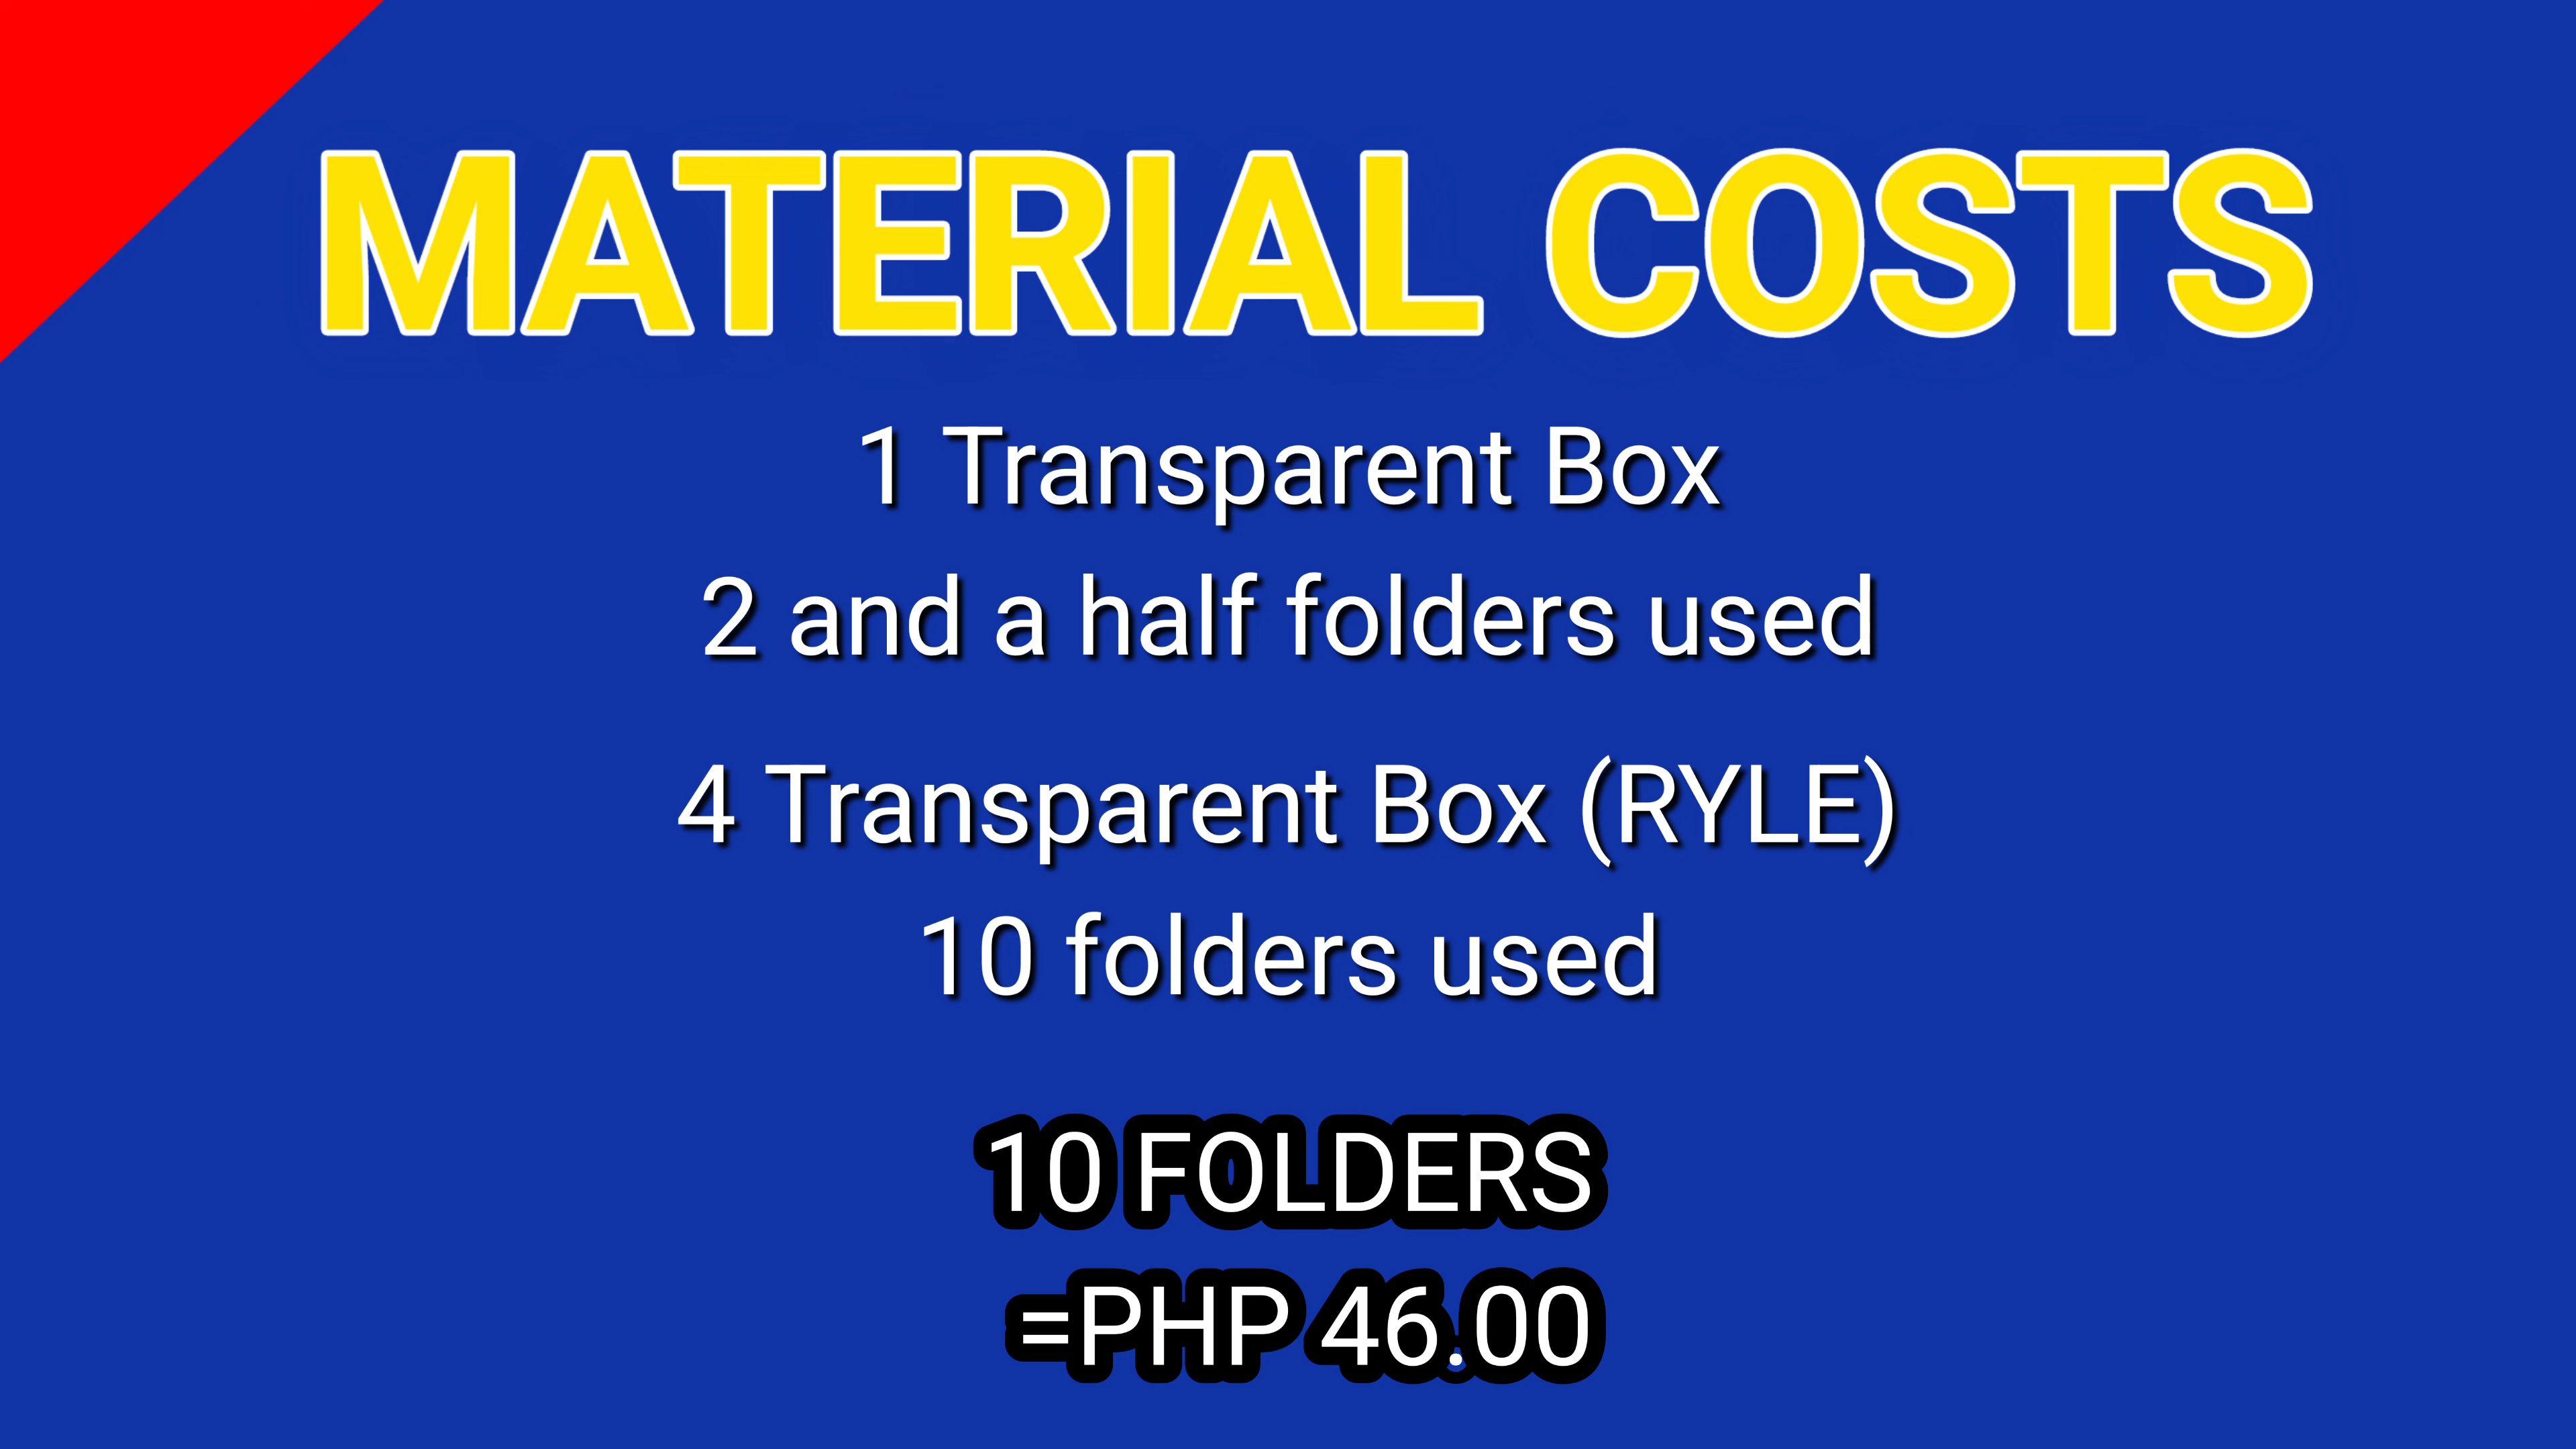 MATERIAL COSTS
1 Transparent Box
2 and a half folders used
4 Transparent Box (RYLE)
10 folders used
10 FOLDERS
=PHP 46.00